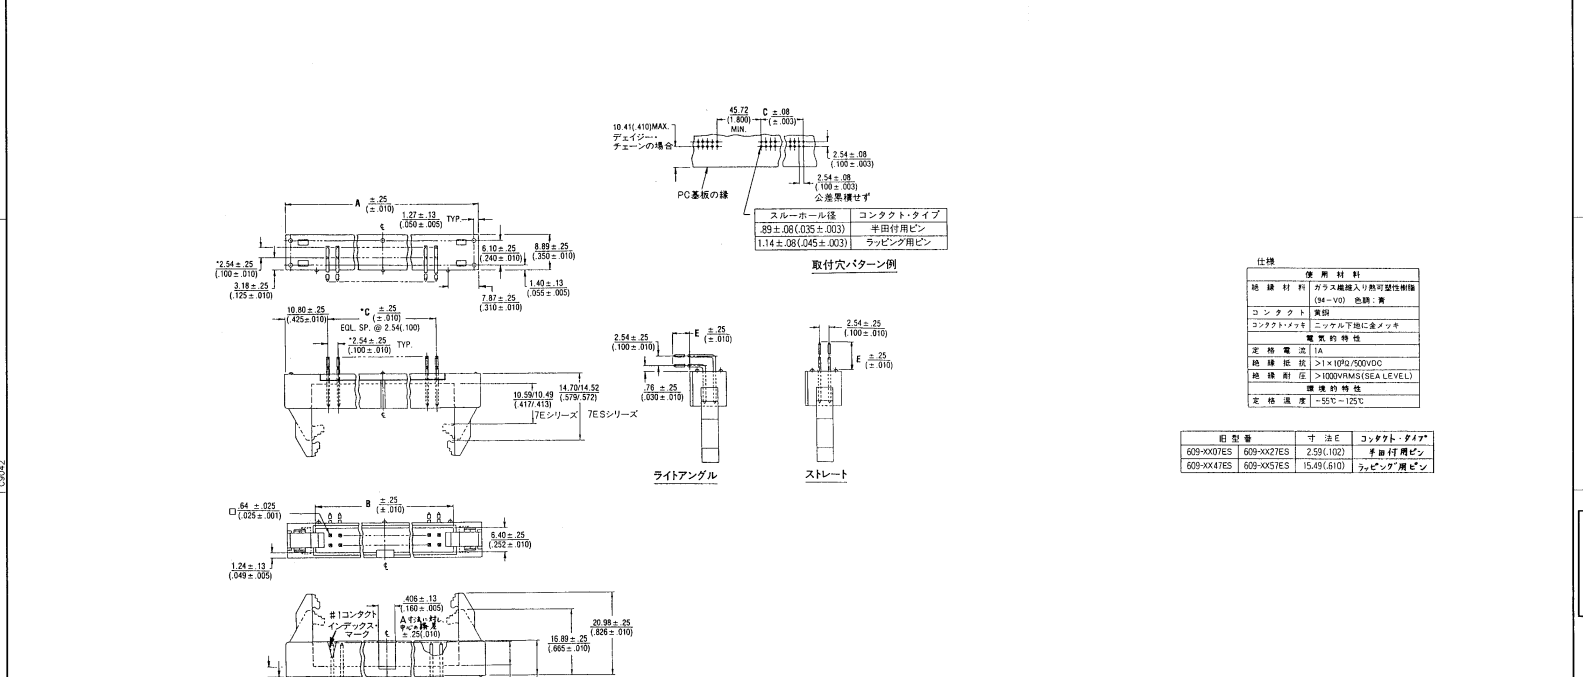 45.72
(1.800)
MIN.
C ±.08
(±.003)
10.41(.410)MAX.
デェイジー・
チェーンの場合
2.54±.08
(.100±.003)
2.54±.08
(.100±.003)
公差累積せず
PC基板の縁
スルーホール径 コンタクト・タイプ
.89±.08(.035±.003) 半田付用ピン
1.14±.08(.045±.003) ラッピング用ピン
取付穴パターン例
A ±.25
(±.010)
1.27±.13
(.050±.005)
TYP.
6.10±.25
(.240±.010)
8.89±.25
(.350±.010)
*2.54±.25
(.100±.010)
3.18±.25
(.125±.010)
1.40±.13
(.055±.005)
7.87±.25
(.310±.010)
10.80±.25
(.425±.010)
*C ±.25
(±.010)
EQL. SP. @ 2.54(.100)
*2.54±.25
(.100±.010)
TYP.
14.70/14.52
(.579/.572)
10.59/10.49
(.417/.413)
7Eシリーズ 7ESシリーズ
2.54±.25
(.100±.010)
E ±.25
(±.010)
.76 ±.25
(.030±.010)
ライトアングル
2.54±.25
(.100±.010)
E ±.25
(±.010)
ストレート
仕様
使用材料
絶縁材料 ガラス繊維入り熱可塑性樹脂
(94-V0) 色調:青
コンタクト 黄銅
コンタクト・メッキ ニッケル下地に金メッキ
電気的特性
定格電流 1A
絶縁抵抗 >1×10⁹Ω/500VDC
絶縁耐圧 >1000VRMS(SEA LEVEL)
環境的特性
定格温度 -55℃~125℃
旧型番 寸法E コンタクト・タイプ
609-XX07ES 609-XX27ES 2.59(.102) 半田付用ピン
609-XX47ES 609-XX57ES 15.49(.610) ラッピング用ピン
C9042
□ .64 ±.025
(.025±.001)
B ±.25
(±.010)
6.40±.25
(.252±.010)
1.24±.13
(.049±.005)
#1コンタクト
インデックス・
マーク
.406±.13
(.160±.005)
A寸法に対し、
中心の誤差
±.25(.010)
20.98±.25
(.826±.010)
16.89±.25
(.665±.010)